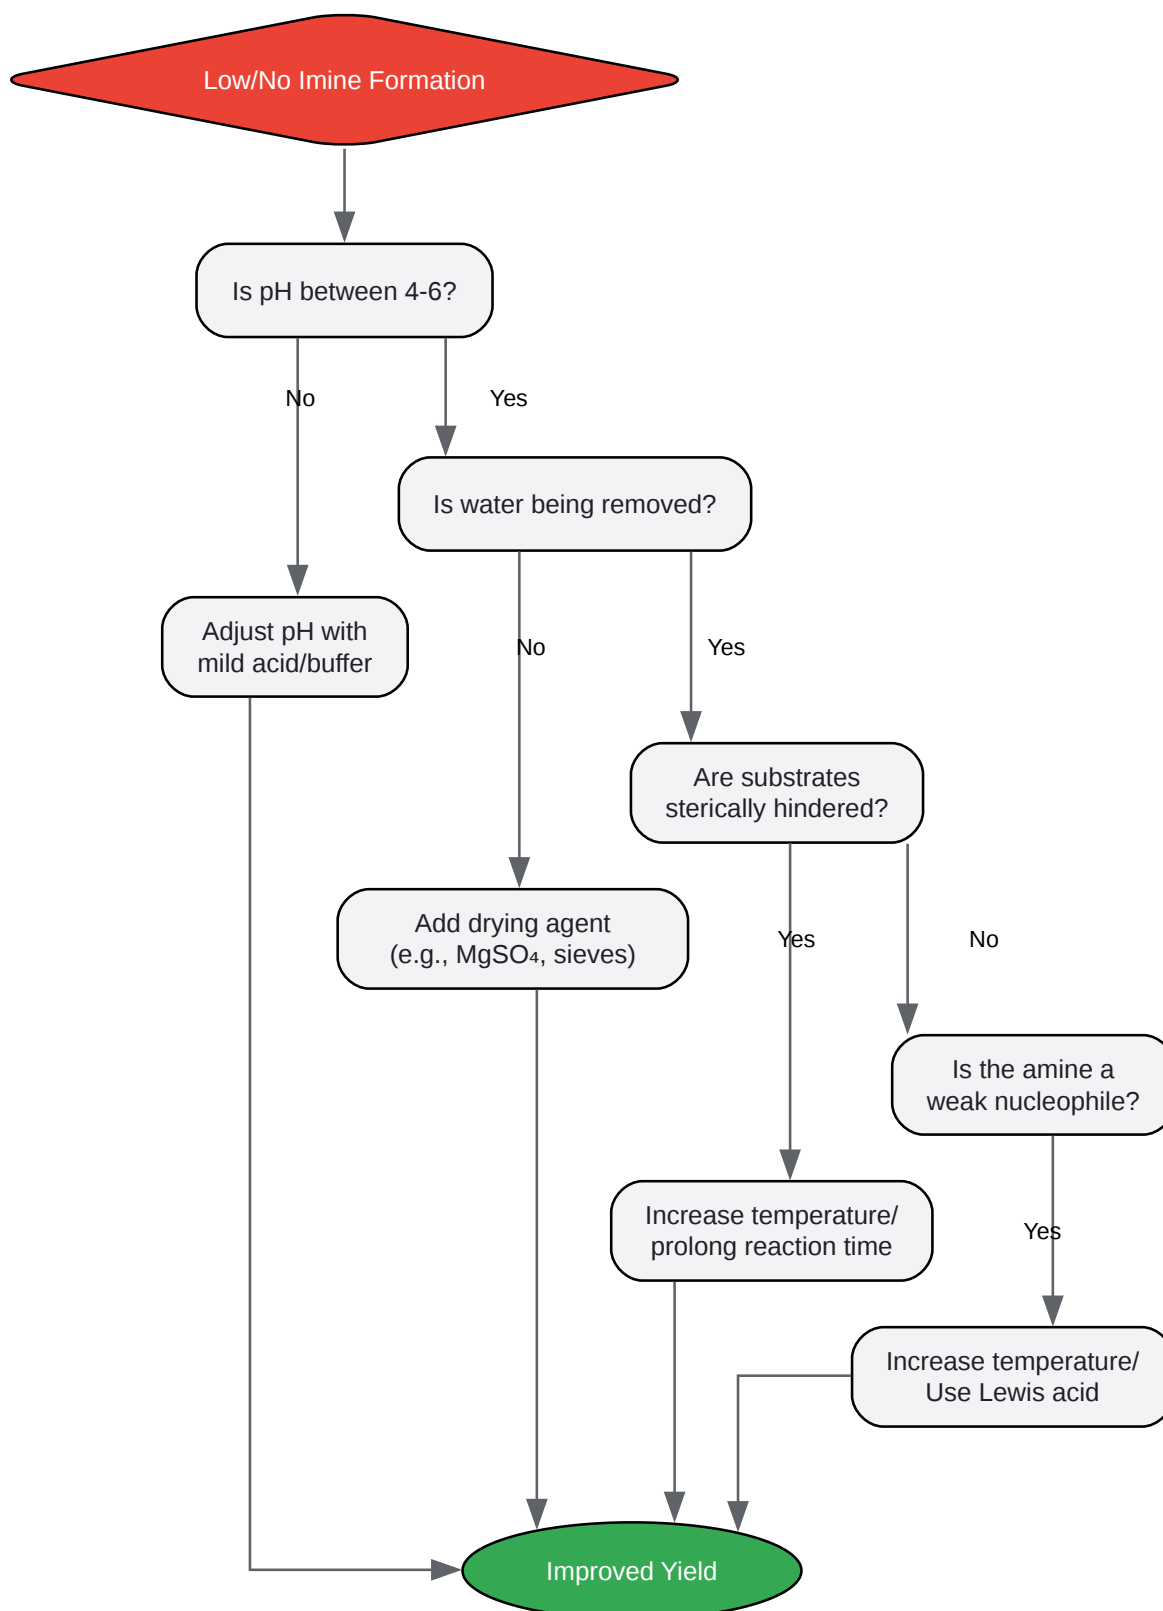 Low/No Imine Formation
Is pH between 4-6?
No
Yes
Is water being removed?
Adjust pH with
mild acid/buffer
No
Yes
Are substrates
sterically hindered?
Add drying agent
(e.g., MgSO₄, sieves)
Yes
No
Is the amine a
weak nucleophile?
Increase temperature/
prolong reaction time
Yes
Increase temperature/
Use Lewis acid
Improved Yield